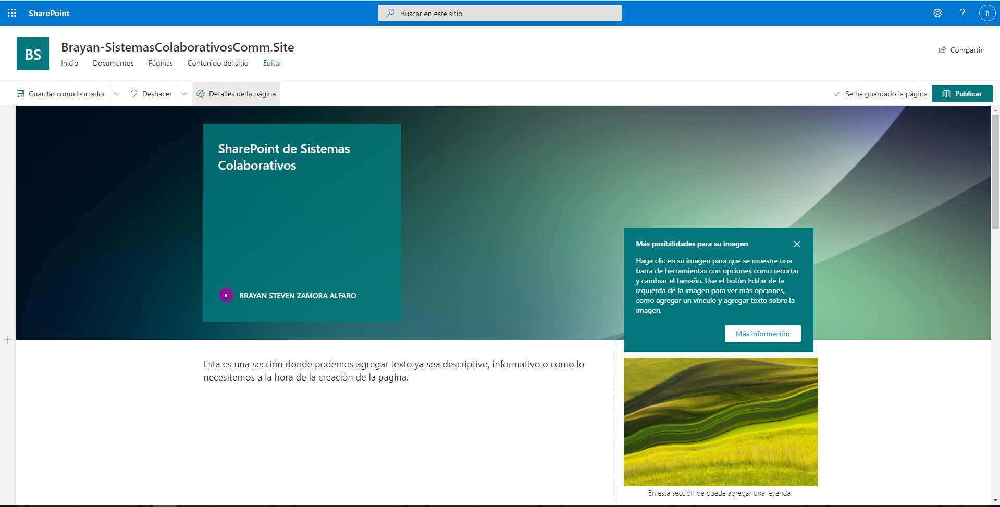 SharePoint
Buscar en este sitio
?
B
BS
Brayan-SistemasColaborativosComm.Site
Inicio
Documentos
Páginas
Contenido del sitio
Editar
Compartir
Guardar como borrador
Deshacer
Detalles de la página
Se ha guardado la página
Publicar
SharePoint de Sistemas
Colaborativos
B
BRAYAN STEVEN ZAMORA ALFARO
Más posibilidades para su imagen
Haga clic en su imagen para que se muestre una
barra de herramientas con opciones como recortar
y cambiar el tamaño. Use el botón Editar de la
izquierda de la imagen para ver más opciones,
como agregar un vínculo y agregar texto sobre la
imagen.
Más información
Esta es una sección donde podemos agregar texto ya sea descriptivo, informativo o como lo
necesitemos a la hora de la creación de la pagina.
En esta sección de puede agregar una leyenda